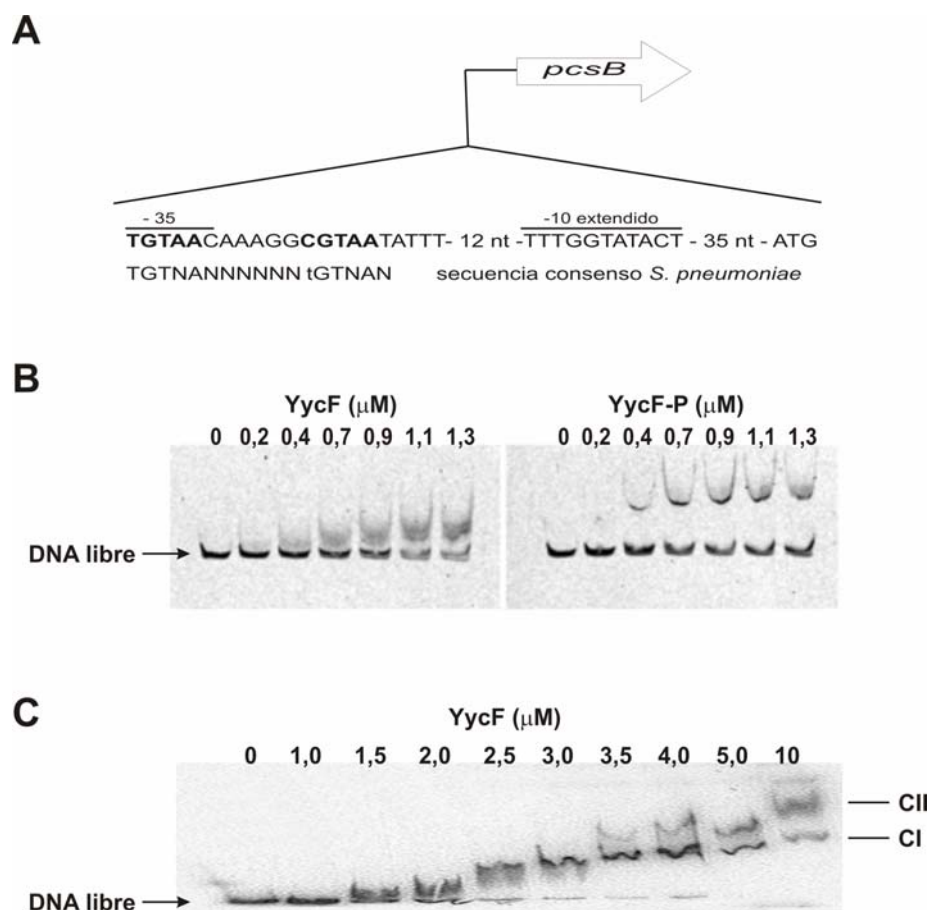 A
pcsB
- 35
-10 extendido
TGTAACAAAGGCGTAATATTT- 12 nt -TTTGGTATACT- 35 nt - ATG
TGTNANNNNNN tGTNAN secuencia consenso S. pneumoniae
B
YycF (μM)
0 0,2 0,4 0,7 0,9 1,1 1,3
YycF-P (μM)
0 0,2 0,4 0,7 0,9 1,1 1,3
DNA libre
C
YycF (μM)
0 1,0 1,5 2,0 2,5 3,0 3,5 4,0 5,0 10
CII
CI
DNA libre